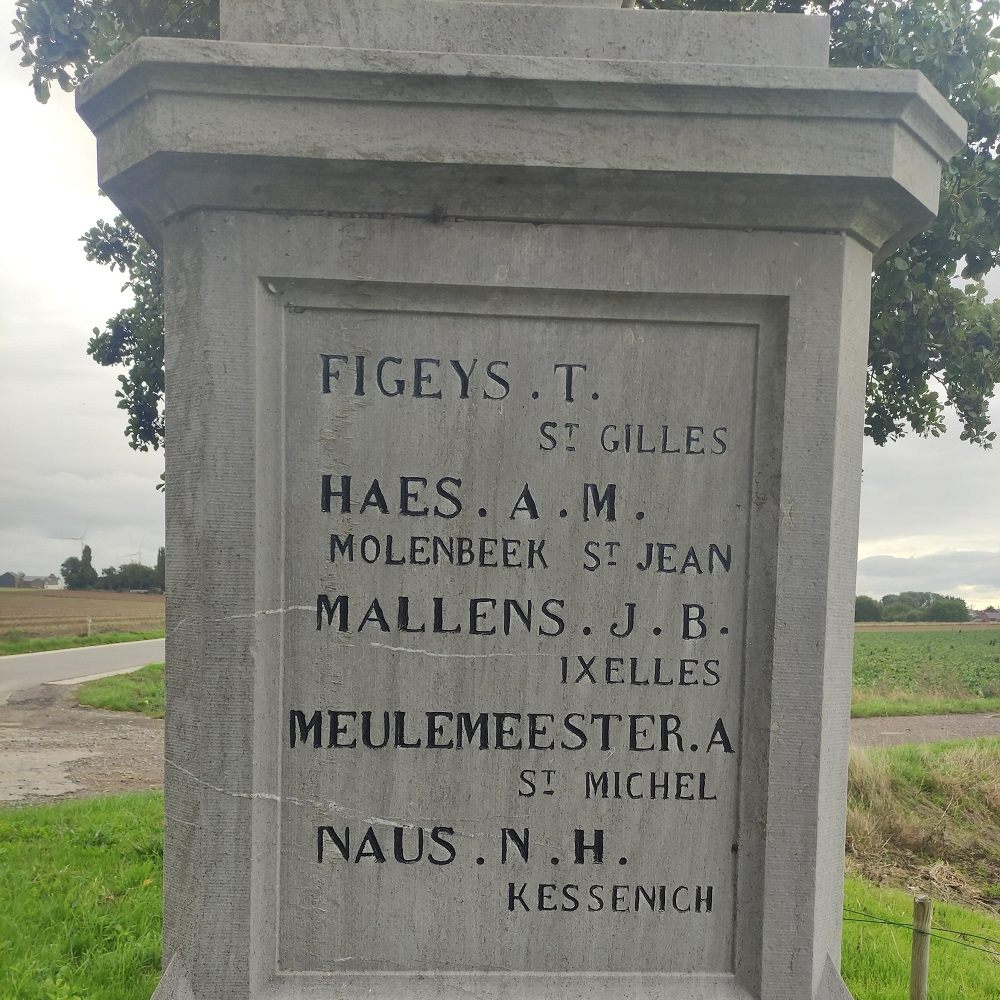 FIGEYS . T.
ST GILLES
HAES . A . M .
MOLENBEEK ST JEAN
MALLENS . J . B .
IXELLES
MEULEMEESTER. A
ST MICHEL
NAUS . N . H .
KESSENICH